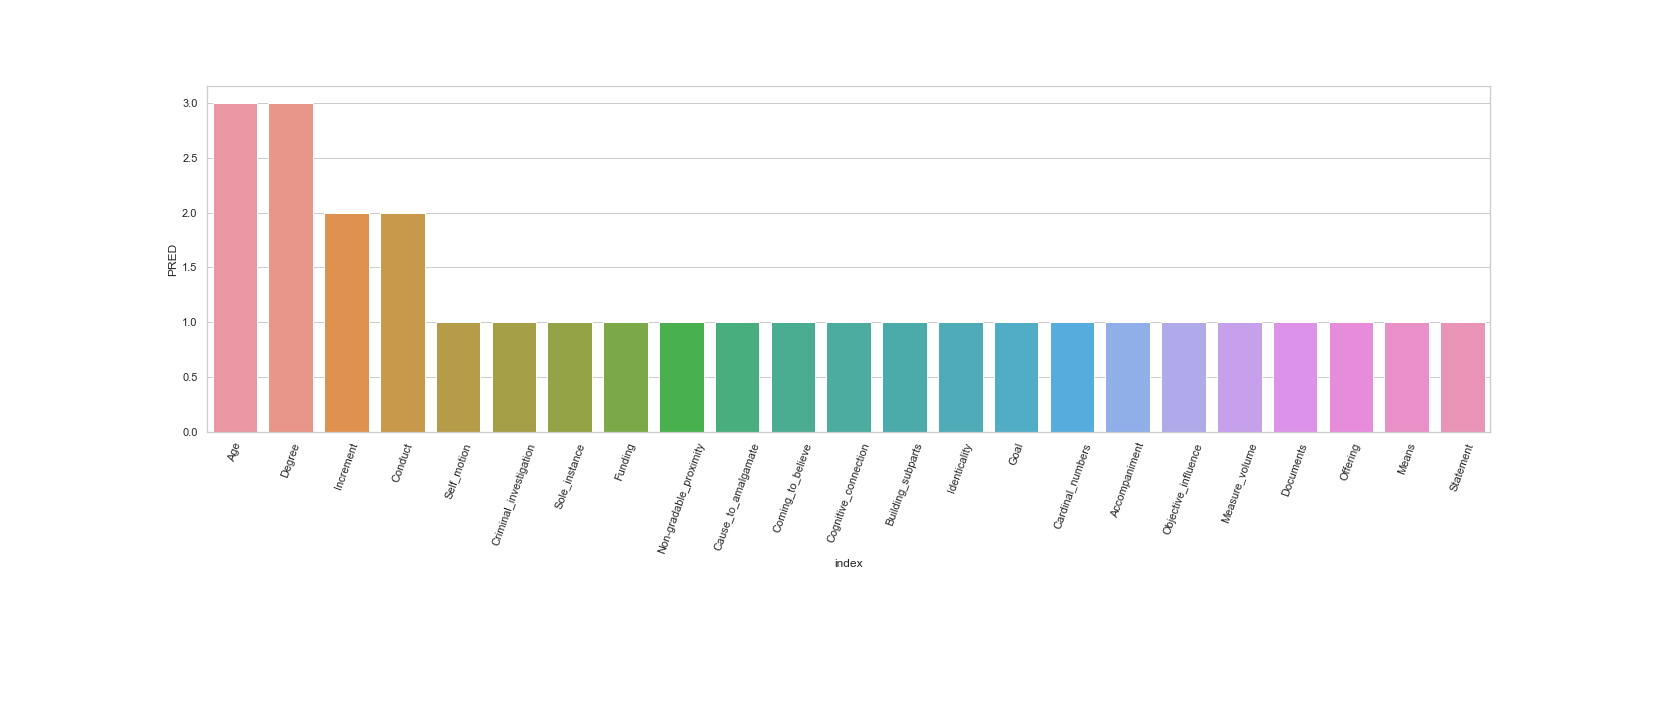 3.0
2.5
2.0
1.5
1.0
0.5
0.0
PRED
Age
Degree
Increment
Conduct
Self_motion
Criminal_investigation
Sole_instance
Funding
Non-gradable_proximity
Cause_to_amalgamate
Coming_to_believe
Cognitive_connection
Building_subparts
Identicality
Goal
Cardinal_numbers
Accompaniment
Objective_influence
Measure_volume
Documents
Offering
Means
Statement
index